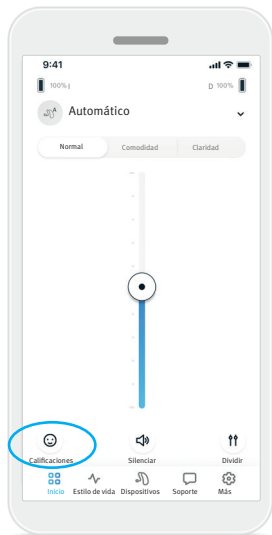 9:41
100% I
D 100%
Automático
Normal Comodidad Claridad
Calificaciones Silenciar Dividir
Inicio Estilo de vida Dispositivos Soporte Más